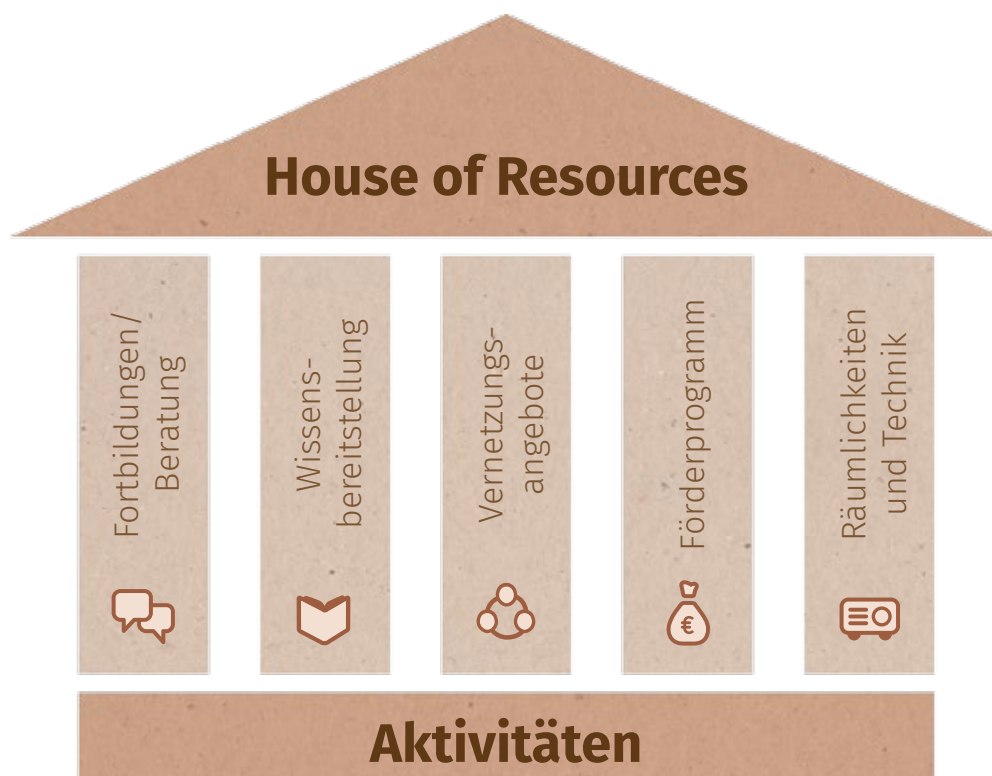 House of Resources
Fortbildungen /
Beratung
Wissens-
bereitstellung
Vernetzungs-
angebote
Förderprogramm
€
Räumlichkeiten
und Technik
Aktivitäten